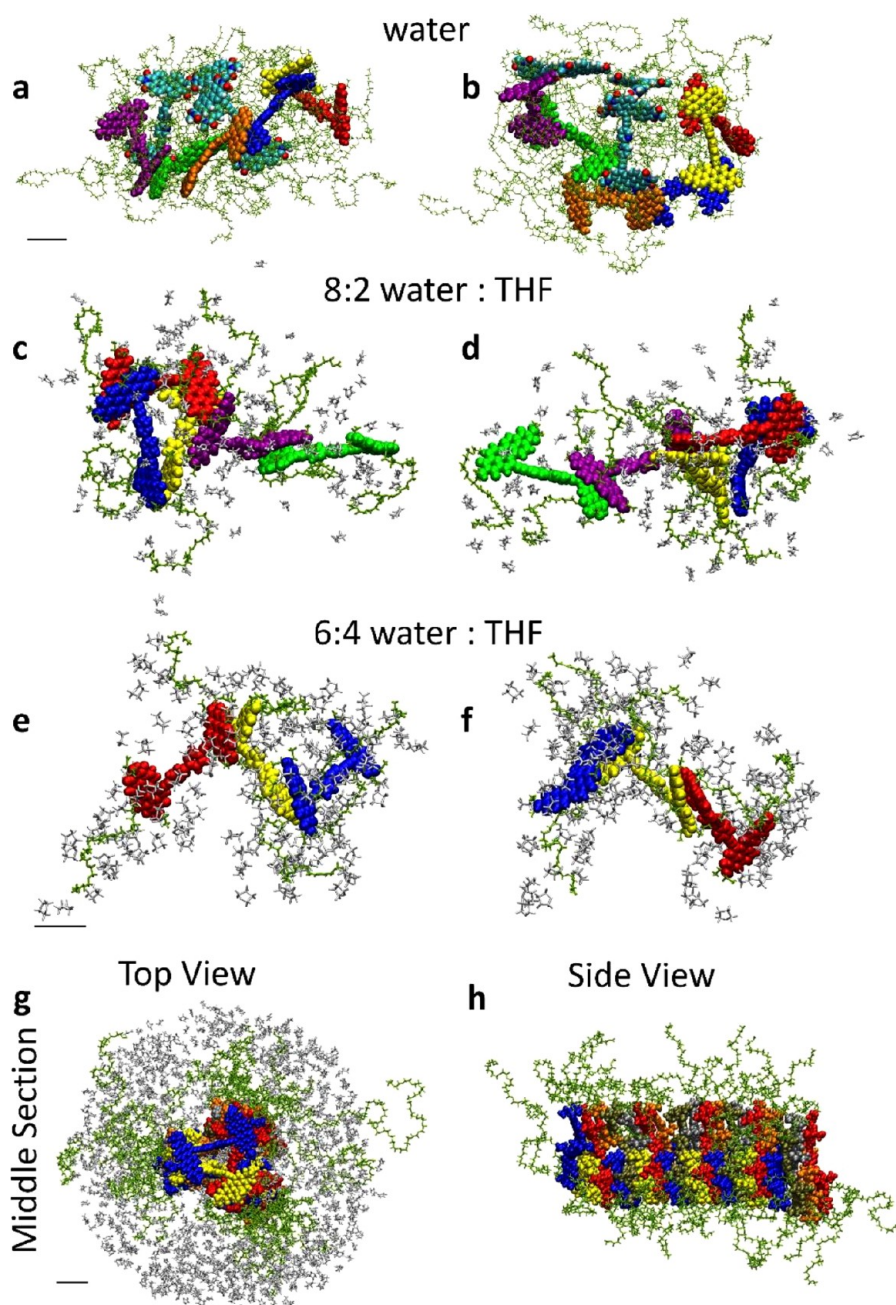 water
a
b
8:2 water : THF
c
d
6:4 water : THF
e
f
Top View
Side View
g
h
Middle Section